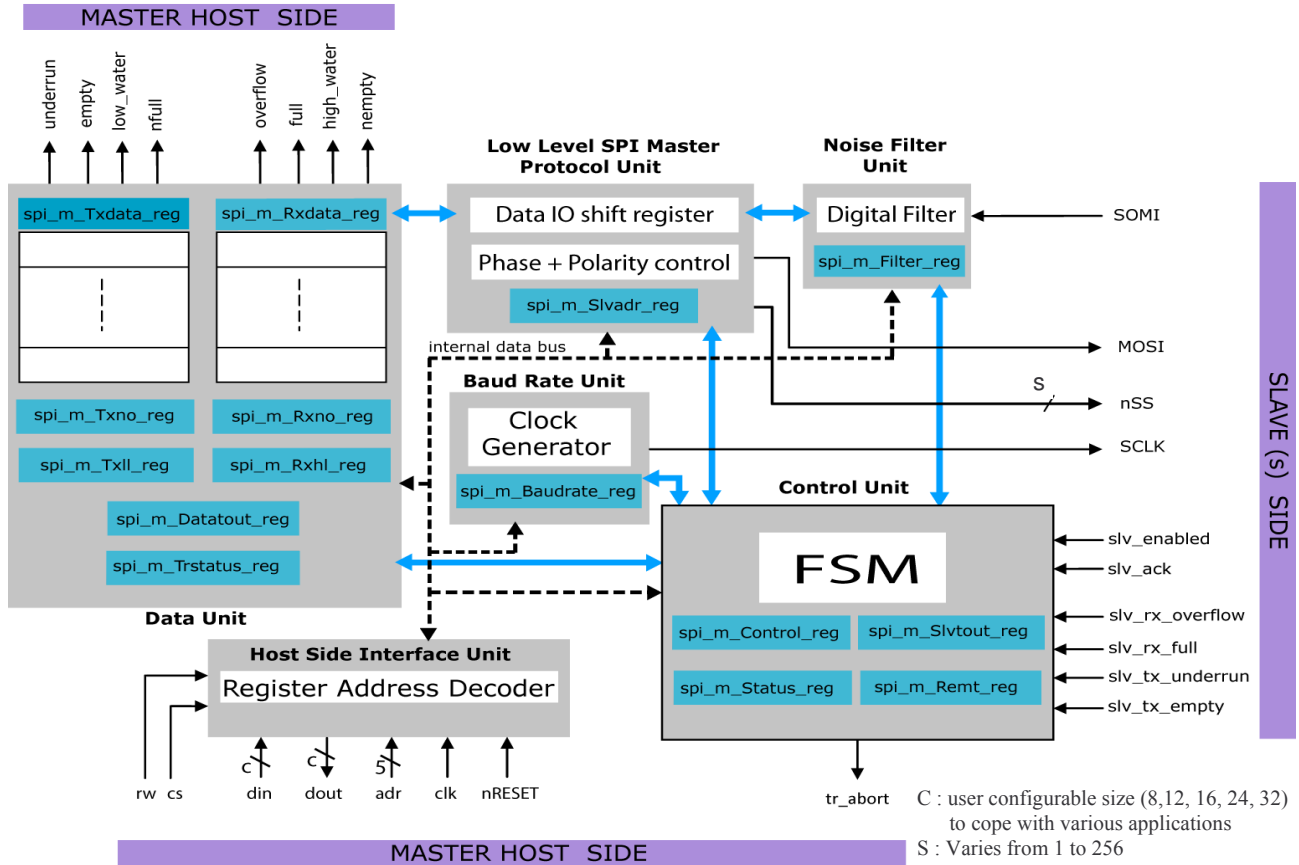 MASTER HOST SIDE
underrun
empty
low_water
nfull
overflow
full
high_water
nempty
Low Level SPI Master
Protocol Unit
Noise Filter
Unit
spi_m_Txdata_reg
spi_m_Rxdata_reg
Data IO shift register
Digital Filter
SOMI
Phase + Polarity control
spi_m_Filter_reg
spi_m_Slvadr_reg
internal data bus
MOSI
Baud Rate Unit
S
nSS
spi_m_Txno_reg
spi_m_Rxno_reg
Clock
Generator
SCLK
spi_m_Txll_reg
spi_m_Rxhl_reg
spi_m_Baudrate_reg
Control Unit
SLAVE (s) SIDE
spi_m_Datatout_reg
spi_m_Trstatus_reg
FSM
slv_enabled
slv_ack
Data Unit
slv_rx_overflow
spi_m_Control_reg
spi_m_Slvtout_reg
slv_rx_full
Host Side Interface Unit
Register Address Decoder
spi_m_Status_reg
spi_m_Remt_reg
slv_tx_underrun
slv_tx_empty
C
C
5
rw
cs
din
dout
adr
clk
nRESET
tr_abort
C : user configurable size (8,12, 16, 24, 32)
to cope with various applications
S : Varies from 1 to 256
MASTER HOST SIDE